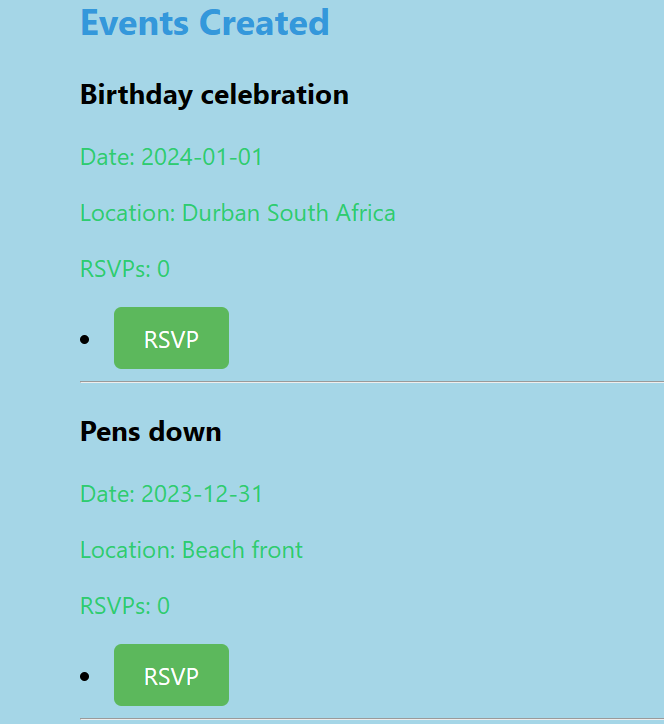 Events Created
Birthday celebration
Date: 2024-01-01
Location: Durban South Africa
RSVPs: 0
RSVP
Pens down
Date: 2023-12-31
Location: Beach front
RSVPs: 0
RSVP